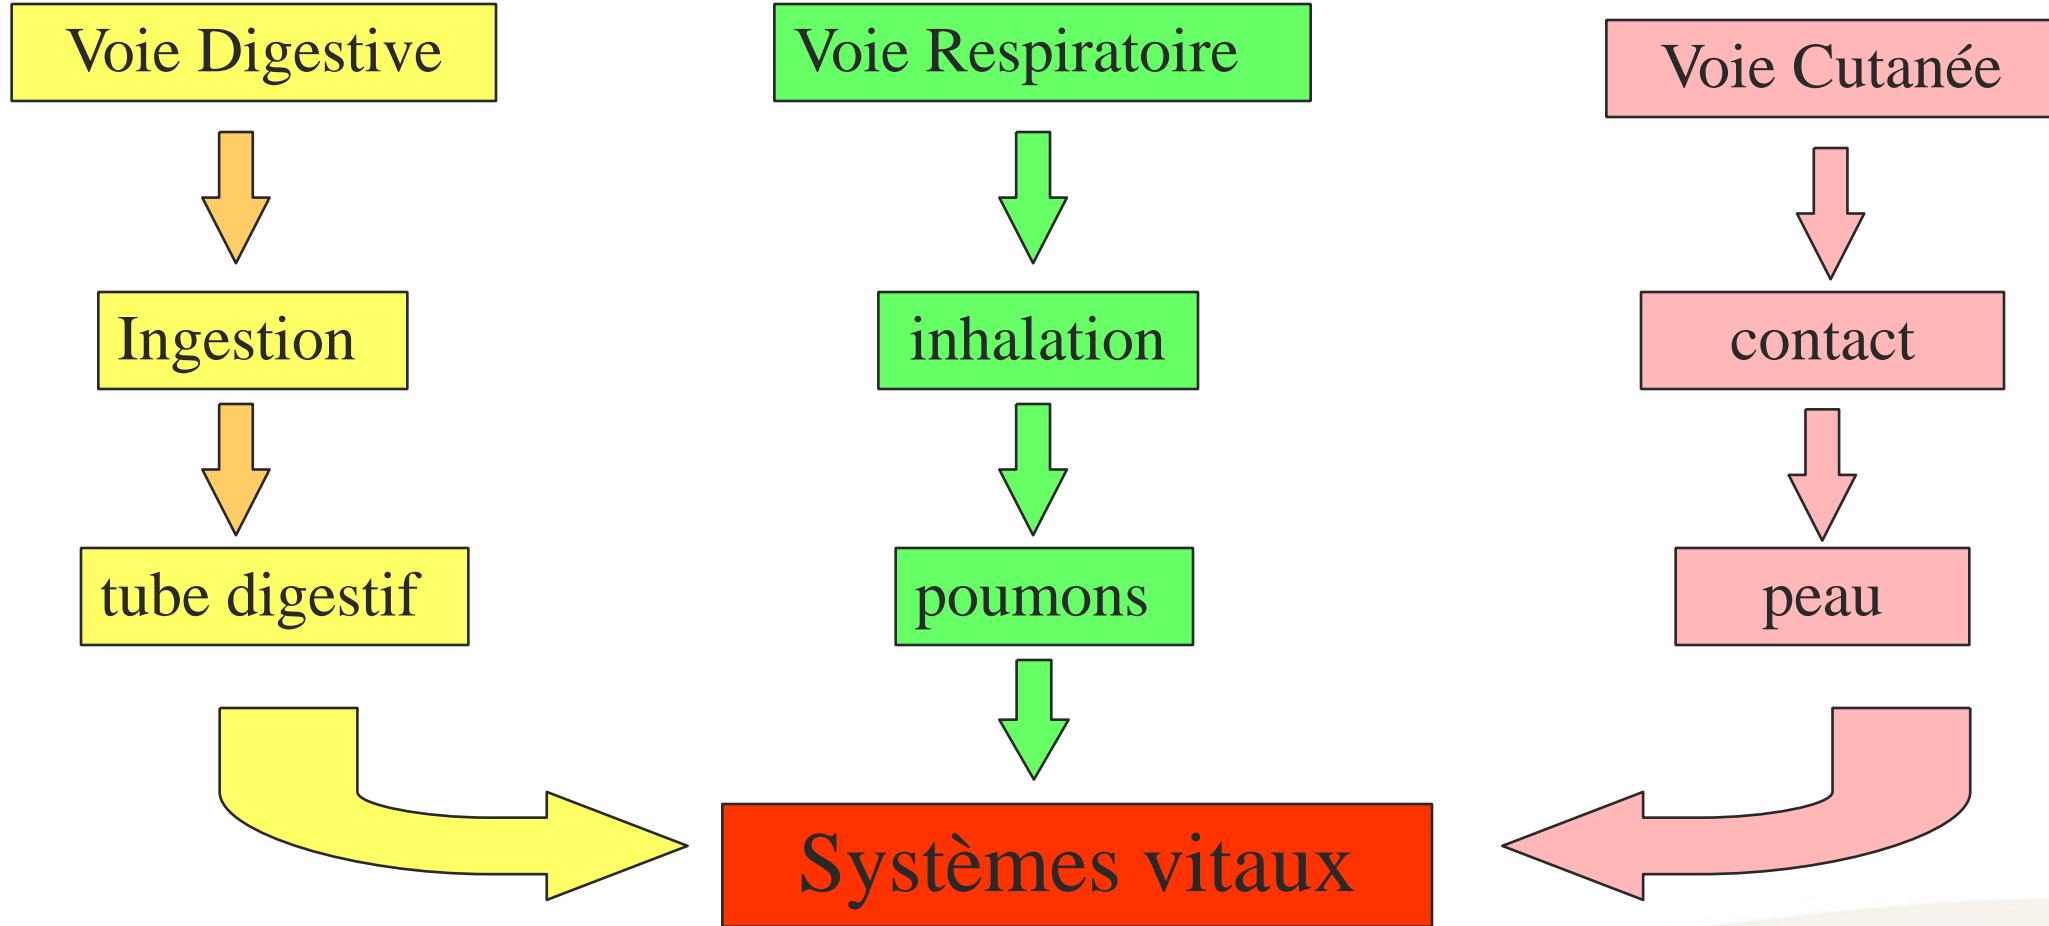 Voie Digestive
Voie Respiratoire
Voie Cutanée
Ingestion
inhalation
contact
tube digestif
poumons
peau
Systèmes vitaux